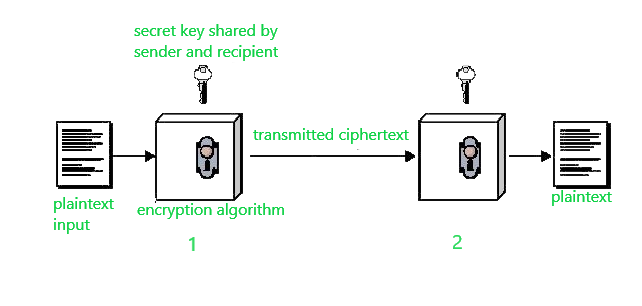 secret key shared by
sender and recipient
transmitted ciphertext
plaintext
input
encryption algorithm
plaintext
1
2